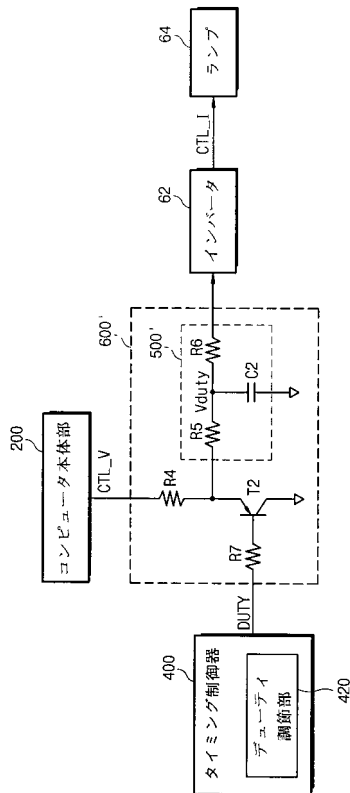 200
コンピュータ本体部
CTL_V
600'
500'
R4
R5
Vduty
R6
C2
T2
R7
DUTY
400
タイミング制御器
デューティ
調節部
420
62
インバータ
CTL_I
64
ランプ